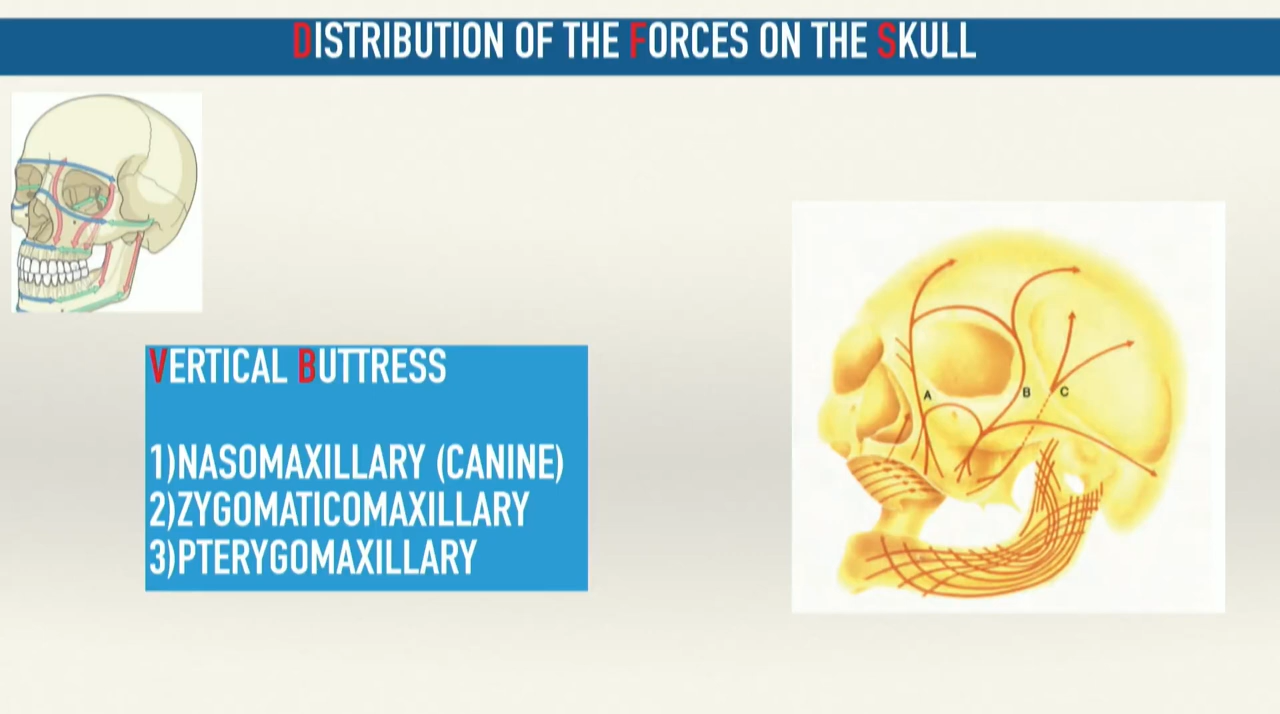 DISTRIBUTION OF THE FORCES ON THE SKULL
VERTICAL BUTTRESS
1)NASOMAXILLARY (CANINE)
2)ZYGOMATICOMAXILLARY
3)PTERYGOMAXILLARY
A B C